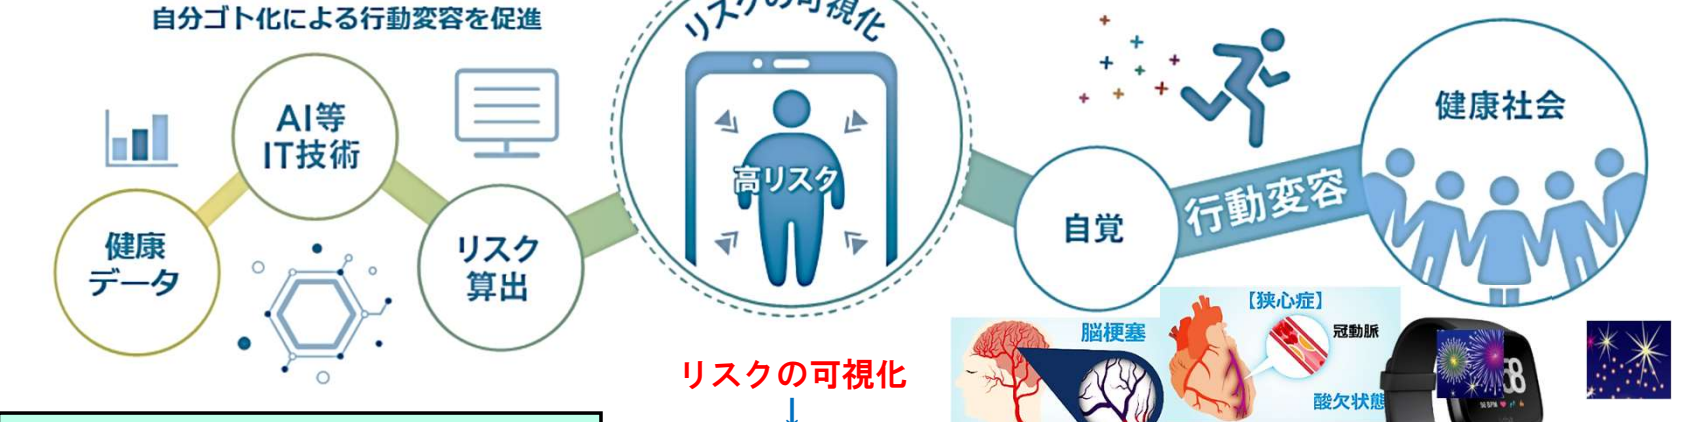 自分ゴト化による行動変容を促進
リスクの可視化
AI等
IT技術
健康
データ
リスク
算出
高リスク
自覚
行動変容
健康社会
リスクの可視化
↓
脳梗塞
【狭心症】
冠動脈
酸欠状態